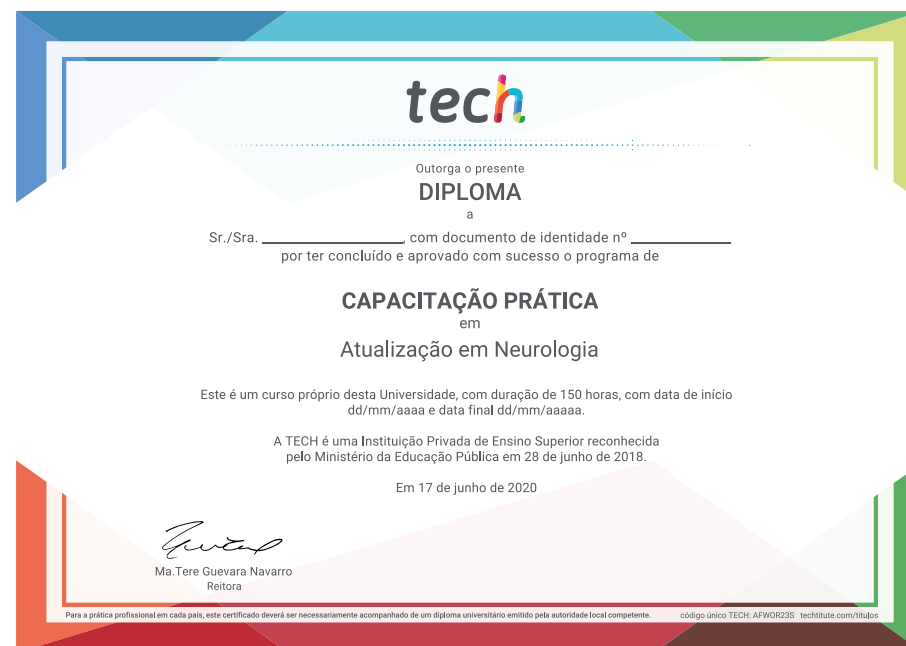 tech
Outorga o presente
DIPLOMA
a
Sr./Sra. , com documento de identidade nº
por ter concluído e aprovado com sucesso o programa de
CAPACITAÇÃO PRÁTICA
em
Atualização em Neurologia
Este é um curso próprio desta Universidade, com duração de 150 horas, com data de início
dd/mm/aaaa e data final dd/mm/aaaaa.
A TECH é uma Instituição Privada de Ensino Superior reconhecida
pelo Ministério da Educação Pública em 28 de junho de 2018.
Em 17 de junho de 2020
Ma.Tere Guevara Navarro
Reitora
Para a prática profissional em cada país, este certificado deverá ser necessariamente acompanhado de um diploma universitário emitido pela autoridade local competente. código único TECH: AFWOR23S techtitute.com/titulos